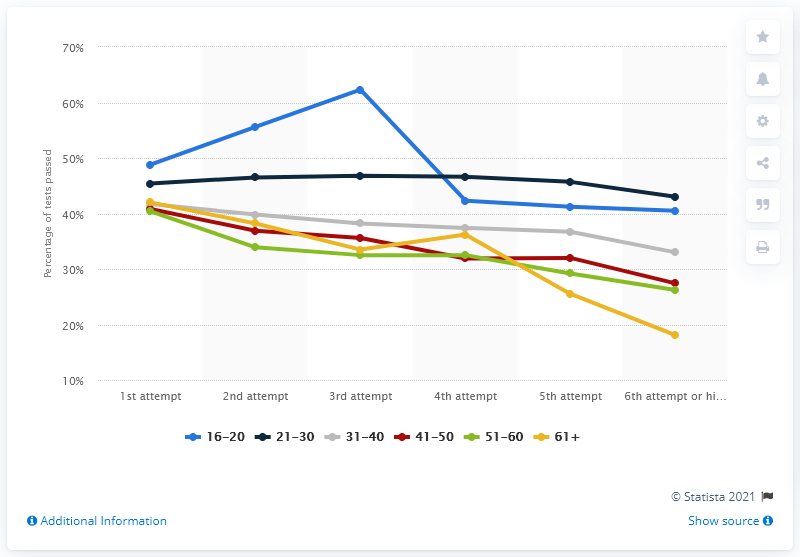 70%
60%
50%
40%
30%
20%
10%
Percentage of tests passed
1st attempt 2nd attempt 3rd attempt 4th attempt 5th attempt 6th attempt or hi...
16–20 21–30 31–40 41–50 51–60 61+
© Statista 2021
Additional Information Show source